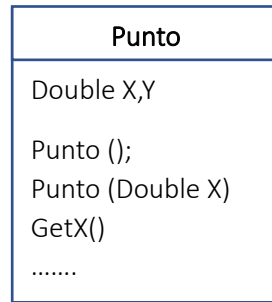 Punto
Double X,Y
Punto ();
Punto (Double X)
GetX()
.......